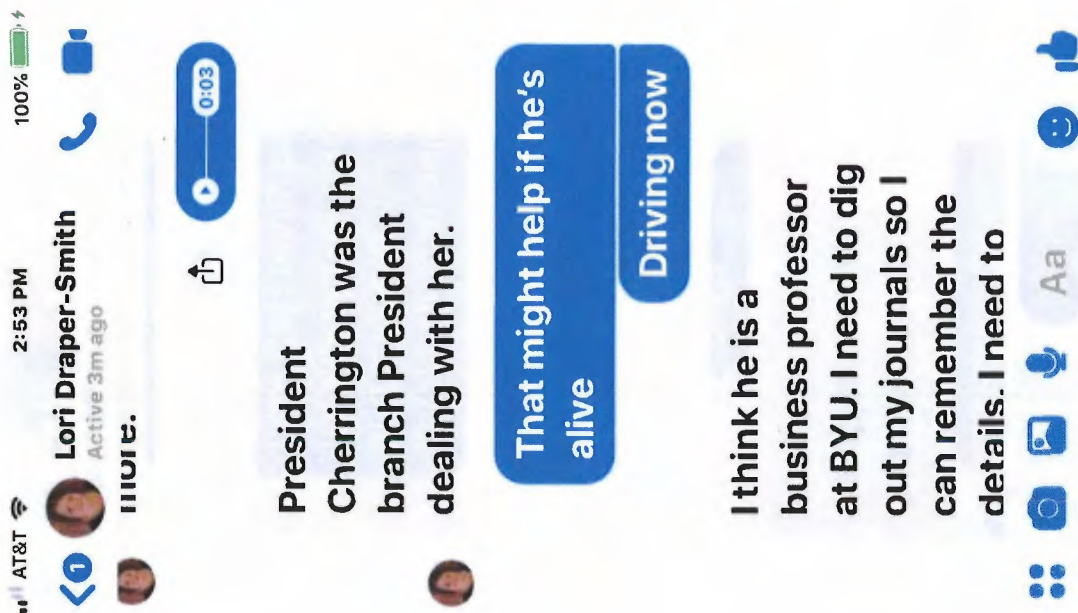 AT&T 2:53 PM 100%
1 Lori Draper-Smith
Active 3m ago
more.
0:03
President
Cherrington was the
branch President
dealing with her.
That might help if he's
alive
Driving now
I think he is a
business professor
at BYU. I need to dig
out my journals so I
can remember the
details. I need to
Aa